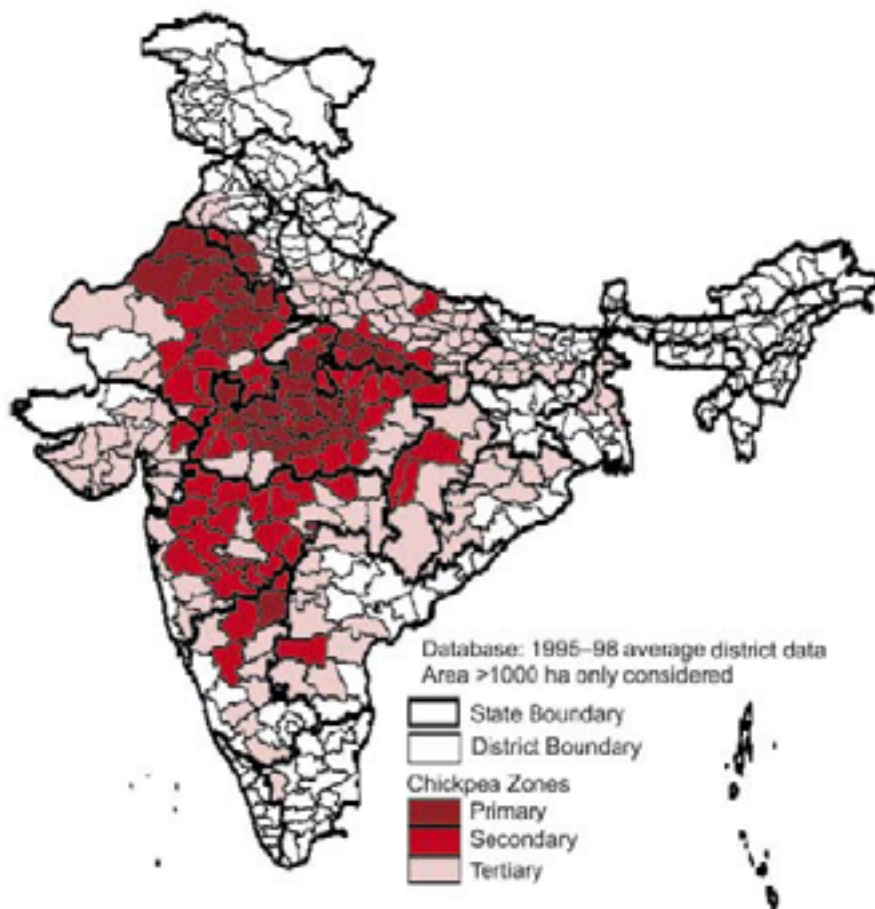 Database: 1995–98 average district data
Area >1000 ha only considered
State Boundary
District Boundary
Chickpea Zones
Primary
Secondary
Tertiary